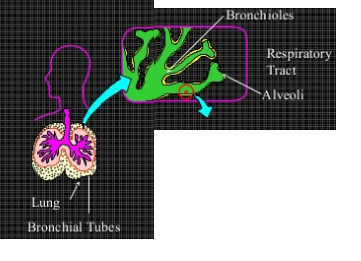 Bronchioles
Respiratory
Tract
Alveoli
Lung
Bronchial Tubes